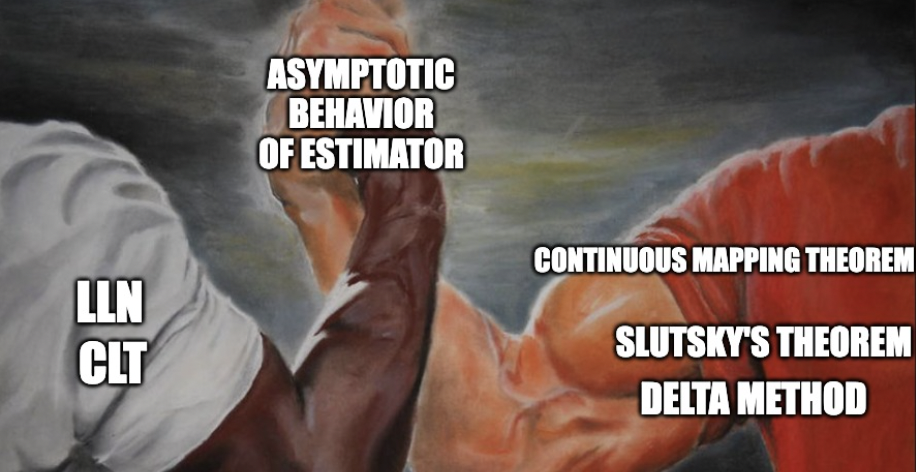 ASYMPTOTIC
BEHAVIOR
OF ESTIMATOR
LLN
CLT
CONTINUOUS MAPPING THEOREM
SLUTSKY'S THEOREM
DELTA METHOD